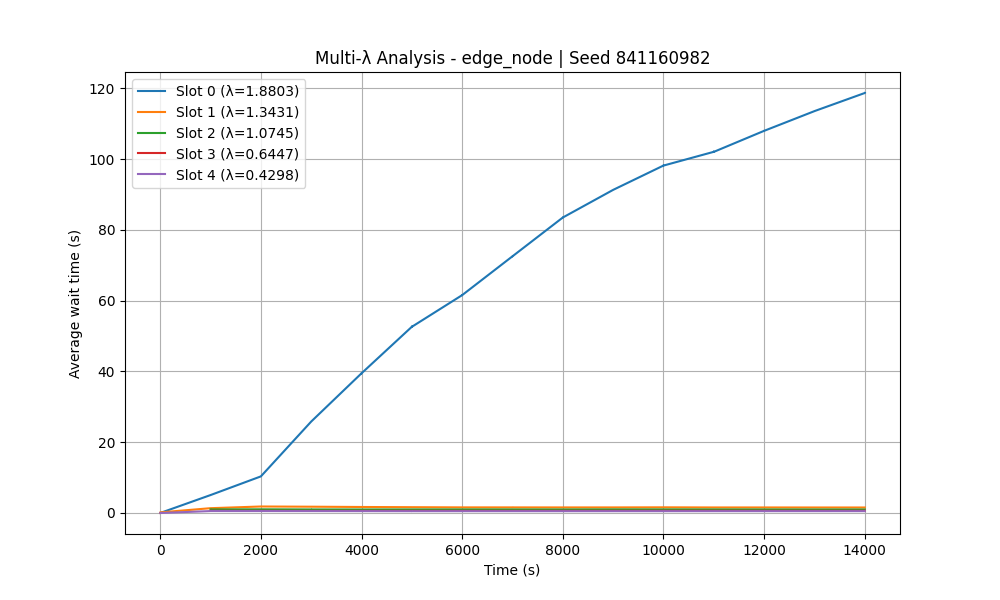 Multi-λ Analysis - edge_node | Seed 841160982
Slot 0 (λ=1.8803)
Slot 1 (λ=1.3431)
Slot 2 (λ=1.0745)
Slot 3 (λ=0.6447)
Slot 4 (λ=0.4298)
Average wait time (s)
120
100
80
60
40
20
0
0 2000 4000 6000 8000 10000 12000 14000
Time (s)